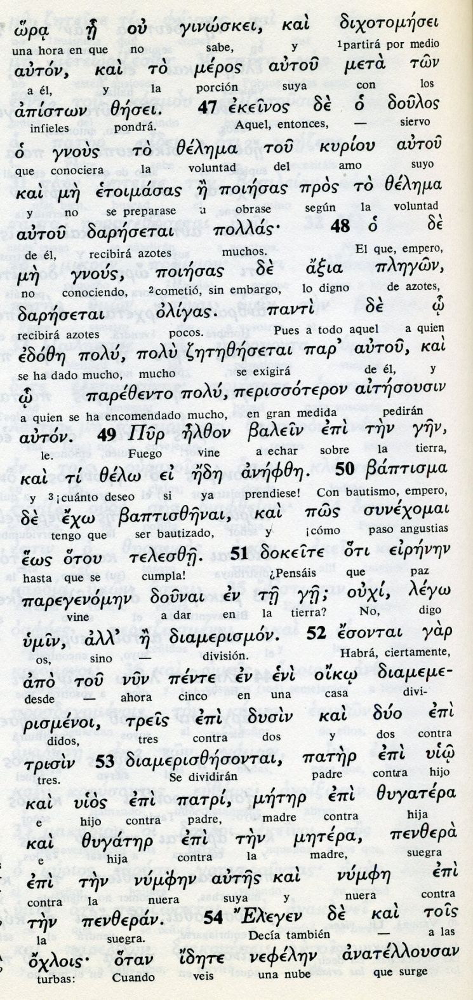 ὥρᾳ ᾗ οὐ γινώσκει, καὶ διχοτομήσει
una hora en que no sabe, y 1partirá por medio
αὐτόν, καὶ τὸ μέρος αὐτοῦ μετὰ τῶν
a él, y la porción suya con los
ἀπίστων θήσει. 47 ἐκεῖνος δὲ ὁ δοῦλος
infieles pondrá. Aquel, entonces, — siervo
ὁ γνοὺς τὸ θέλημα τοῦ κυρίου αὐτοῦ
que conociera la voluntad del amo suyo
καὶ μὴ ἑτοιμάσας ἢ ποιήσας πρὸς τὸ θέλημα
y no se preparase u obrase según la voluntad
αὐτοῦ δαρήσεται πολλάς· 48 ὁ δὲ
de él, recibirá azotes muchos. El que, empero,
μὴ γνούς, ποιήσας δὲ ἄξια πληγῶν,
no conociendo, 2cometió, sin embargo, lo digno de azotes,
δαρήσεται ὀλίγας. παντὶ δὲ ᾧ
recibirá azotes pocos. Pues a todo aquel a quien
ἐδόθη πολύ, πολὺ ζητηθήσεται παρ' αὐτοῦ, καὶ
se ha dado mucho, mucho se exigirá de él, y
ᾧ παρέθεντο πολύ, περισσότερον αἰτήσουσιν
a quien se ha encomendado mucho, en gran medida pedirán
αὐτόν. 49 Πῦρ ἦλθον βαλεῖν ἐπὶ τὴν γῆν,
le. Fuego vine a echar sobre la tierra,
καὶ τί θέλω εἰ ἤδη ἀνήφθη. 50 βάπτισμα
y 3¡cuánto deseo si ya prendiese! Con bautismo, empero,
δὲ ἔχω βαπτισθῆναι, καὶ πῶς συνέχομαι
tengo que ser bautizado, y ¡cómo paso angustias
ἕως ὅτου τελεσθῇ. 51 δοκεῖτε ὅτι εἰρήνην
hasta que se cumpla! ¿Pensáis que paz
παρεγενόμην δοῦναι ἐν τῇ γῇ; οὐχί, λέγω
vine a dar en la tierra? No, digo
ὑμῖν, ἀλλ' ἢ διαμερισμόν. 52 ἔσονται γὰρ
os, sino — división. Habrá, ciertamente,
ἀπὸ τοῦ νῦν πέντε ἐν ἑνὶ οἴκῳ διαμεμε-
desde — ahora cinco en una casa divi-
ρισμένοι, τρεῖς ἐπὶ δυσὶν καὶ δύο ἐπὶ
didos, tres contra dos y dos contra
τρισὶν 53 διαμερισθήσονται, πατὴρ ἐπὶ υἱῷ
tres. Se dividirán padre contra hijo
καὶ υἱὸς ἐπὶ πατρί, μήτηρ ἐπὶ θυγατέρα
e hijo contra padre, madre contra hija
καὶ θυγάτηρ ἐπὶ τὴν μητέρα, πενθερὰ
e hija contra la madre, suegra
ἐπὶ τὴν νύμφην αὐτῆς καὶ νύμφη ἐπὶ
contra la nuera suya y nuera contra
τὴν πενθεράν. 54 Ἔλεγεν δὲ καὶ τοῖς
la suegra. Decía también — a las
ὄχλοις· ὅταν ἴδητε νεφέλην ἀνατέλλουσαν
turbas: Cuando veis una nube que surge